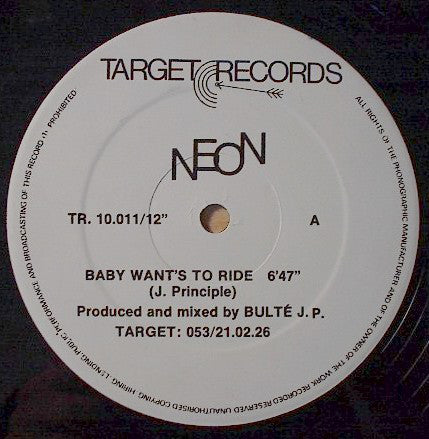 TARGET RECORDS
NEON
TR. 10.011/12" A
BABY WANT'S TO RIDE 6'47"
(J. Principle)
Produced and mixed by BULTÉ J.P.
TARGET: 053/21.02.26
ALL RIGHTS OF THE PHONOGRAPHIC MANUFACTURER AND OF THE OWNER OF THE WORK RECORDED RESERVED UNAUTHORISED COPYING, HIRING, LENDING, PUBLIC PERFORMANCE AND BROADCASTING OF THIS RECORD PROHIBITED